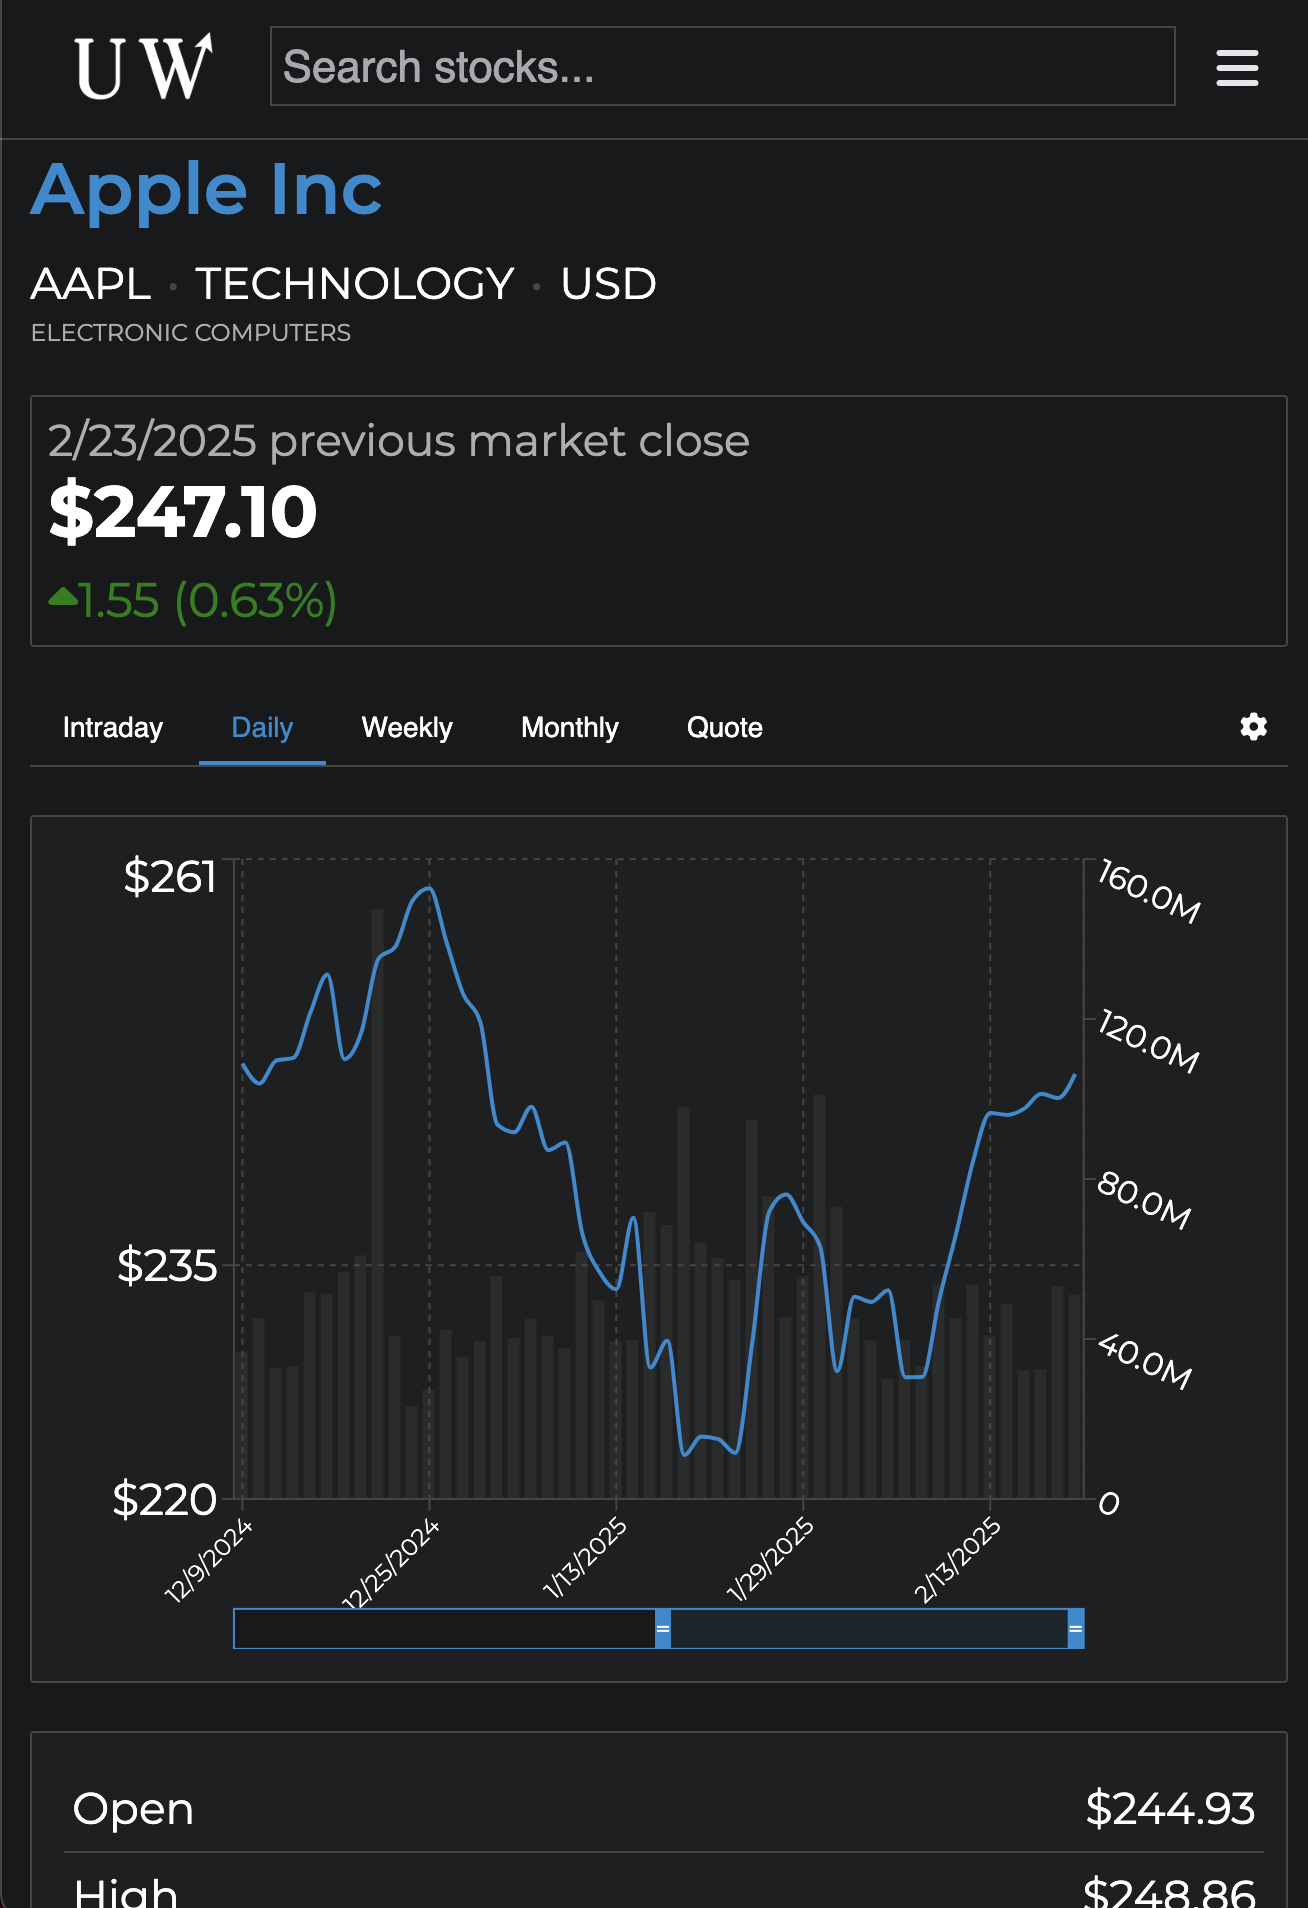 UW
Search stocks...
Apple Inc
AAPL · TECHNOLOGY · USD
ELECTRONIC COMPUTERS
2/23/2025 previous market close
$247.10
1.55 (0.63%)
Intraday Daily Weekly Monthly Quote
$261
160.0M
120.0M
80.0M
$235
40.0M
$220
0
12/9/2024 12/25/2024 1/13/2025 1/29/2025 2/13/2025
Open $244.93
High $248.86